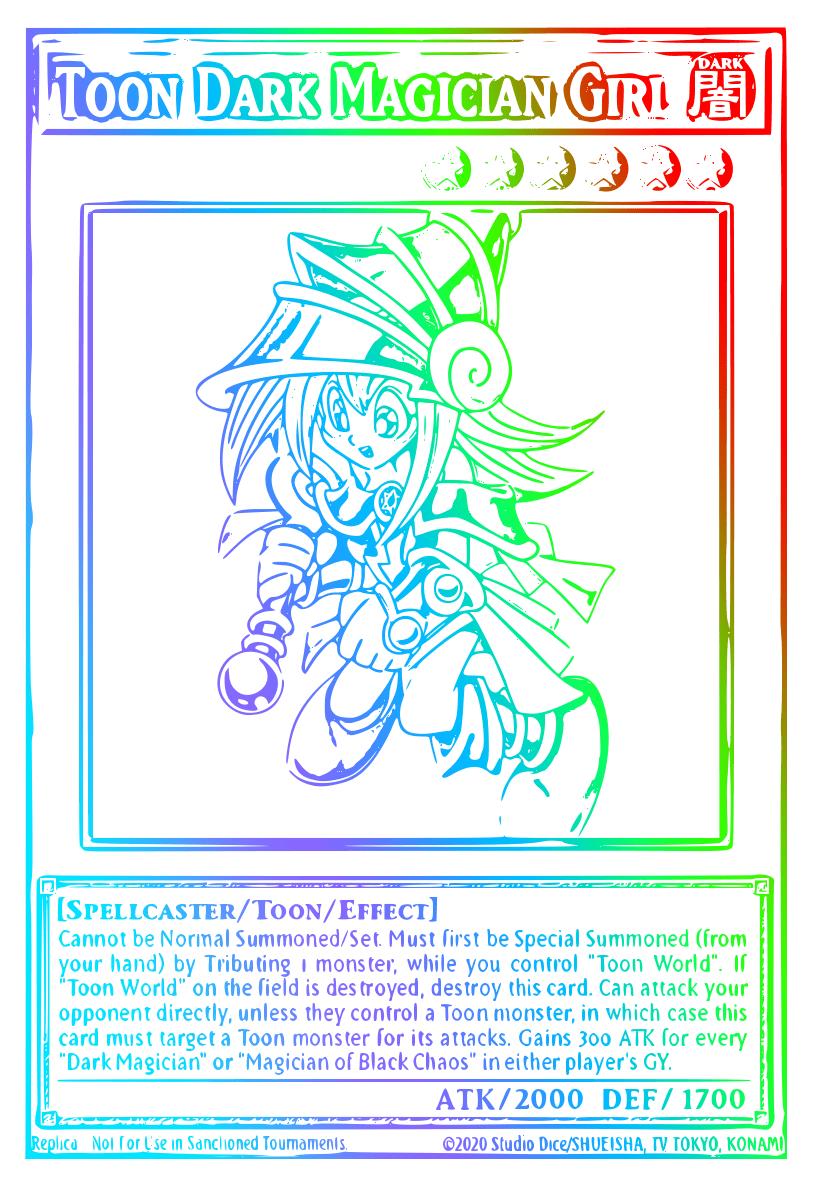 TOON DARK MAGICIAN GIRL
DARK
闇
[SPELLCASTER/TOON/EFFECT]
Cannot be Normal Summoned/Set. Must first be Special Summoned (from
your hand) by Tributing 1 monster, while you control "Toon World". If
"Toon World" on the field is destroyed, destroy this card. Can attack your
opponent directly, unless they control a Toon monster, in which case this
card must target a Toon monster for its attacks. Gains 300 ATK for every
"Dark Magician" or "Magician of Black Chaos" in either player's GY.
ATK/2000 DEF/1700
Replica Not For Use in Sanctioned Tournaments.
©2020 Studio Dice/SHUEISHA, TV TOKYO, KONAMI